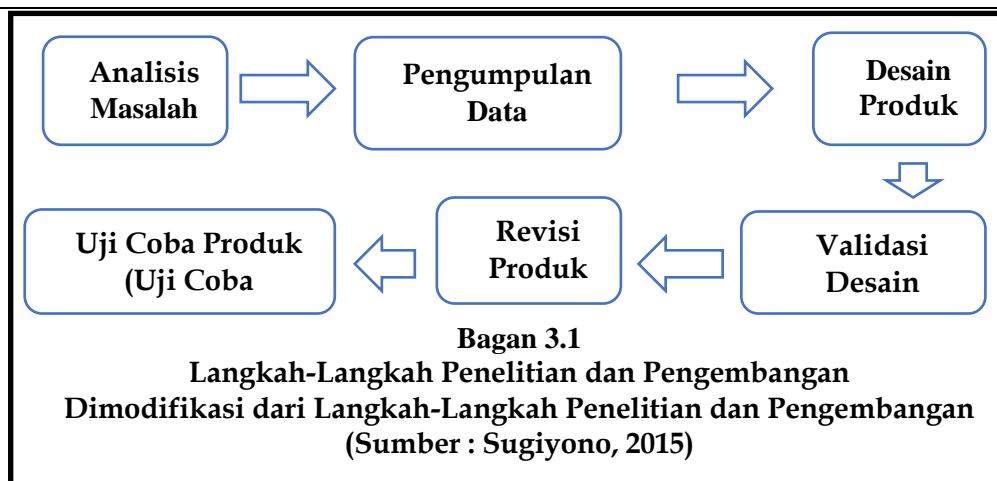 Analisis
Masalah
Pengumpulan
Data
Desain
Produk
Validasi
Desain
Revisi
Produk
Uji Coba Produk
(Uji Coba
Bagan 3.1
Langkah-Langkah Penelitian dan Pengembangan
Dimodifikasi dari Langkah-Langkah Penelitian dan Pengembangan
(Sumber : Sugiyono, 2015)